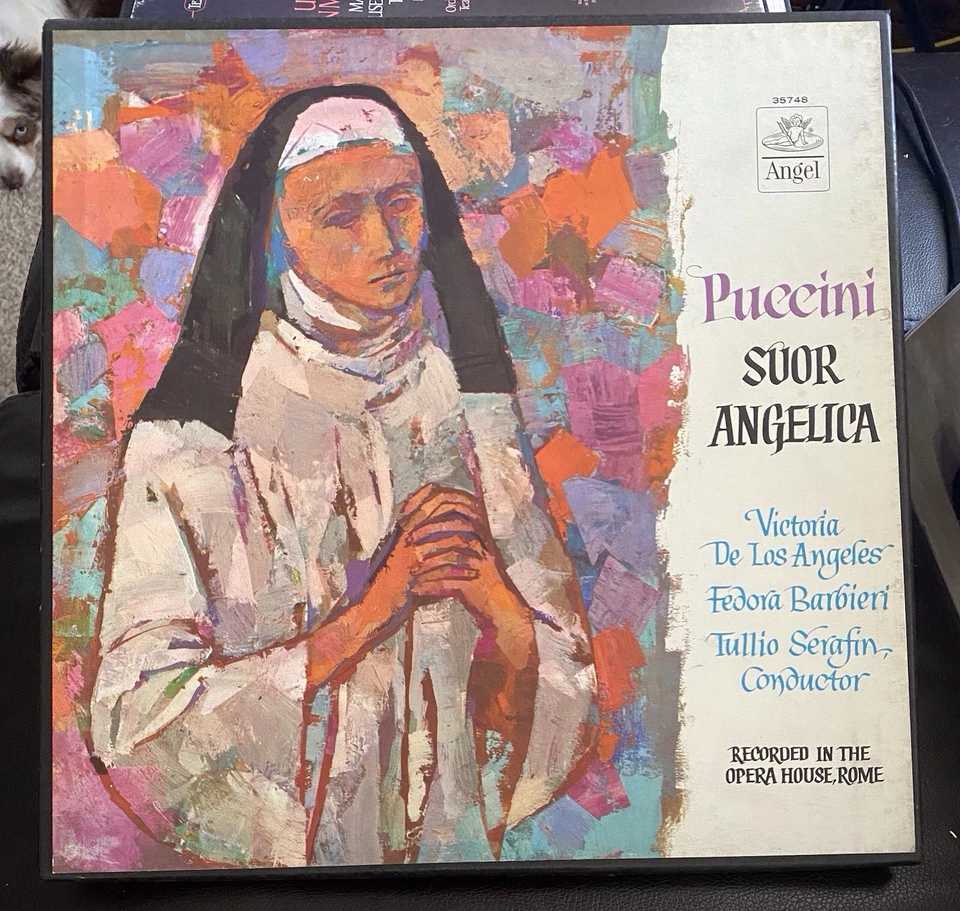 35748
Angel
Puccini
SUOR
ANGELICA
Victoria
De Los Angeles
Fedora Barbieri
Tullio Serafin,
Conductor
RECORDED IN THE
OPERA HOUSE, ROME